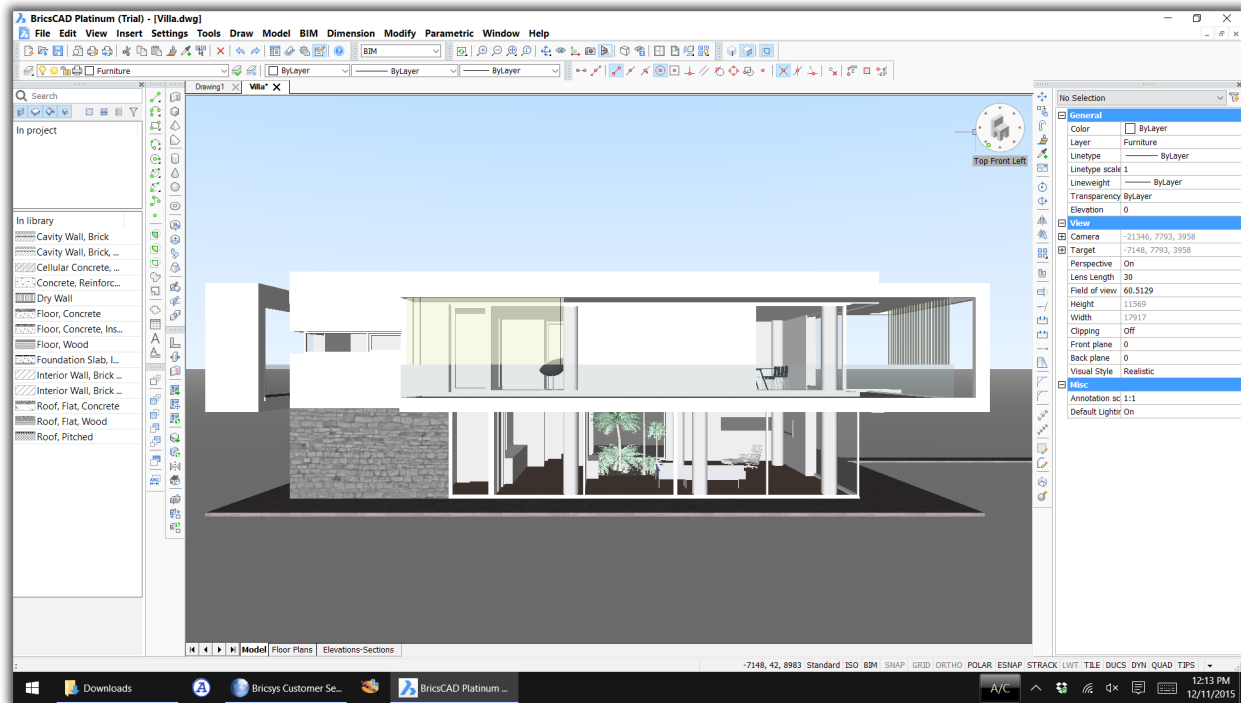 BricsCAD Platinum (Trial) - [Villa.dwg]
File Edit View Insert Settings Tools Draw Model BIM Dimension Modify Parametric Window Help
BIM
Furniture ByLayer ByLayer ByLayer
Drawing1 Villa*
Search
In project
In library
Cavity Wall, Brick
Cavity Wall, Brick, ...
Cellular Concrete, ...
Concrete, Reinforc...
Dry Wall
Floor, Concrete
Floor, Concrete, Ins...
Floor, Wood
Foundation Slab, I...
Interior Wall, Brick ...
Interior Wall, Brick ...
Roof, Flat, Concrete
Roof, Flat, Wood
Roof, Pitched
A
A
ABC
Top Front Left
No Selection
General
Color ByLayer
Layer Furniture
Linetype ByLayer
Linetype scale 1
Lineweight ByLayer
Transparency ByLayer
Elevation 0
View
Camera -21346, 7793, 3958
Target -7148, 7793, 3958
Perspective On
Lens Length 30
Field of view 60.5129
Height 11569
Width 17917
Clipping Off
Front plane 0
Back plane 0
Visual Style Realistic
Misc
Annotation sc 1:1
Default Lightin On
Model Floor Plans Elevations-Sections
: -7148, 42, 8983 Standard ISO BIM SNAP GRID ORTHO POLAR ESNAP STRACK LWT TILE DUCS DYN QUAD TIPS
Downloads A Bricsys Customer Se... BricsCAD Platinum ... A/C 12:13 PM
12/11/2015